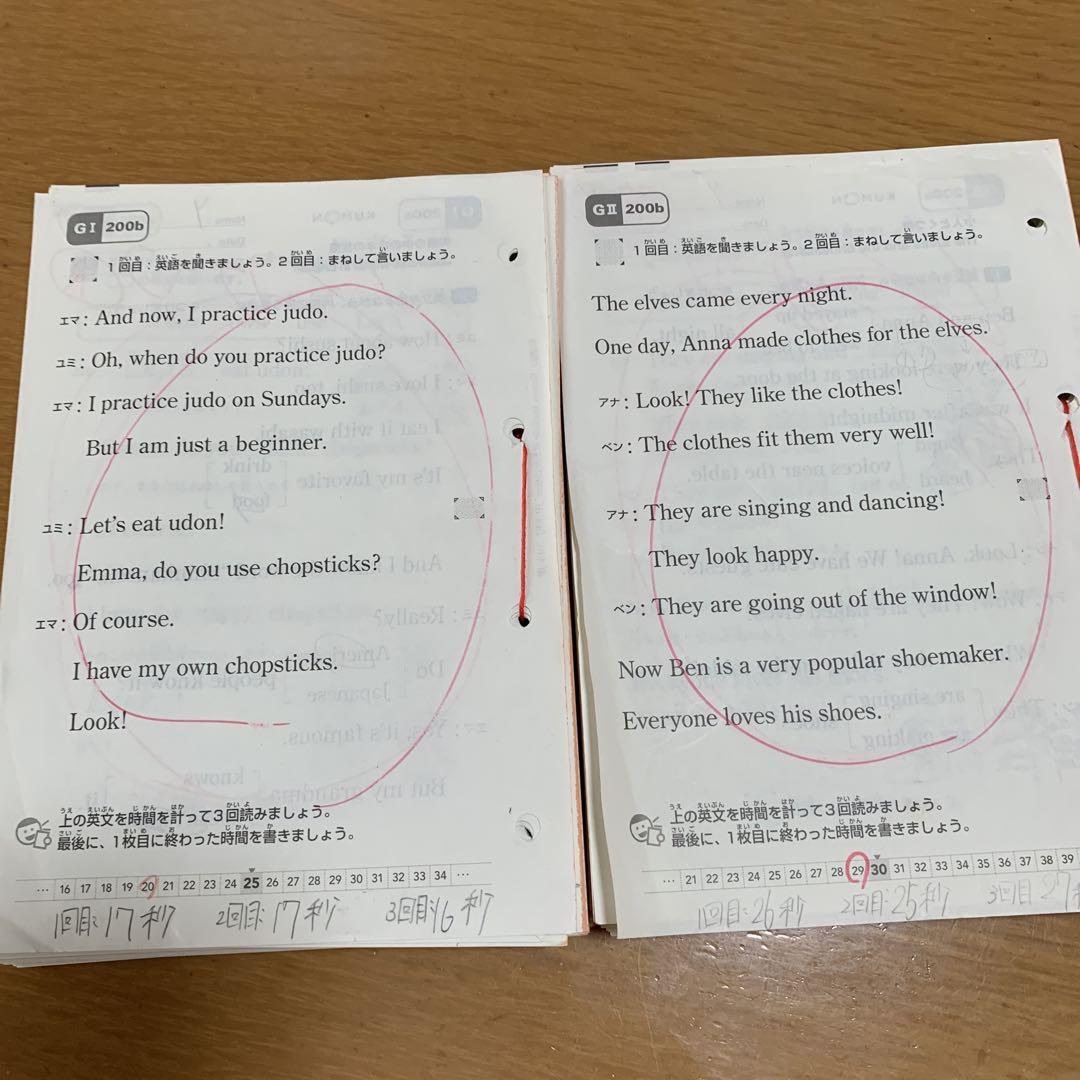 GⅠ 200b
1回目：英語を聞きましょう。2回目：まねして言いましょう。
エマ：And now, I practice judo.
ユミ：Oh, when do you practice judo?
エマ：I practice judo on Sundays.
But I am just a beginner.
ユミ：Let's eat udon!
Emma, do you use chopsticks?
エマ：Of course.
I have my own chopsticks.
Look!
上の英文を時間を計って3回読みましょう。
最後に、1枚目に終わった時間を書きましょう。
… 16 17 18 19 20 21 22 23 24 25 26 27 28 29 30 31 32 33 34 …
1回目:17秒 2回目:17秒 3回目:16秒
GⅡ 200b
1回目：英語を聞きましょう。2回目：まねして言いましょう。
The elves came every night.
One day, Anna made clothes for the elves.
アナ：Look! They like the clothes!
ベン：The clothes fit them very well!
アナ：They are singing and dancing!
They look happy.
ベン：They are going out of the window!
Now Ben is a very popular shoemaker.
Everyone loves his shoes.
上の英文を時間を計って3回読みましょう。
最後に、1枚目に終わった時間を書きましょう。
… 21 22 23 24 25 26 27 28 29 30 31 32 33 34 35 36 37 38 39
1回目:26秒 2回目:25秒 3回目27